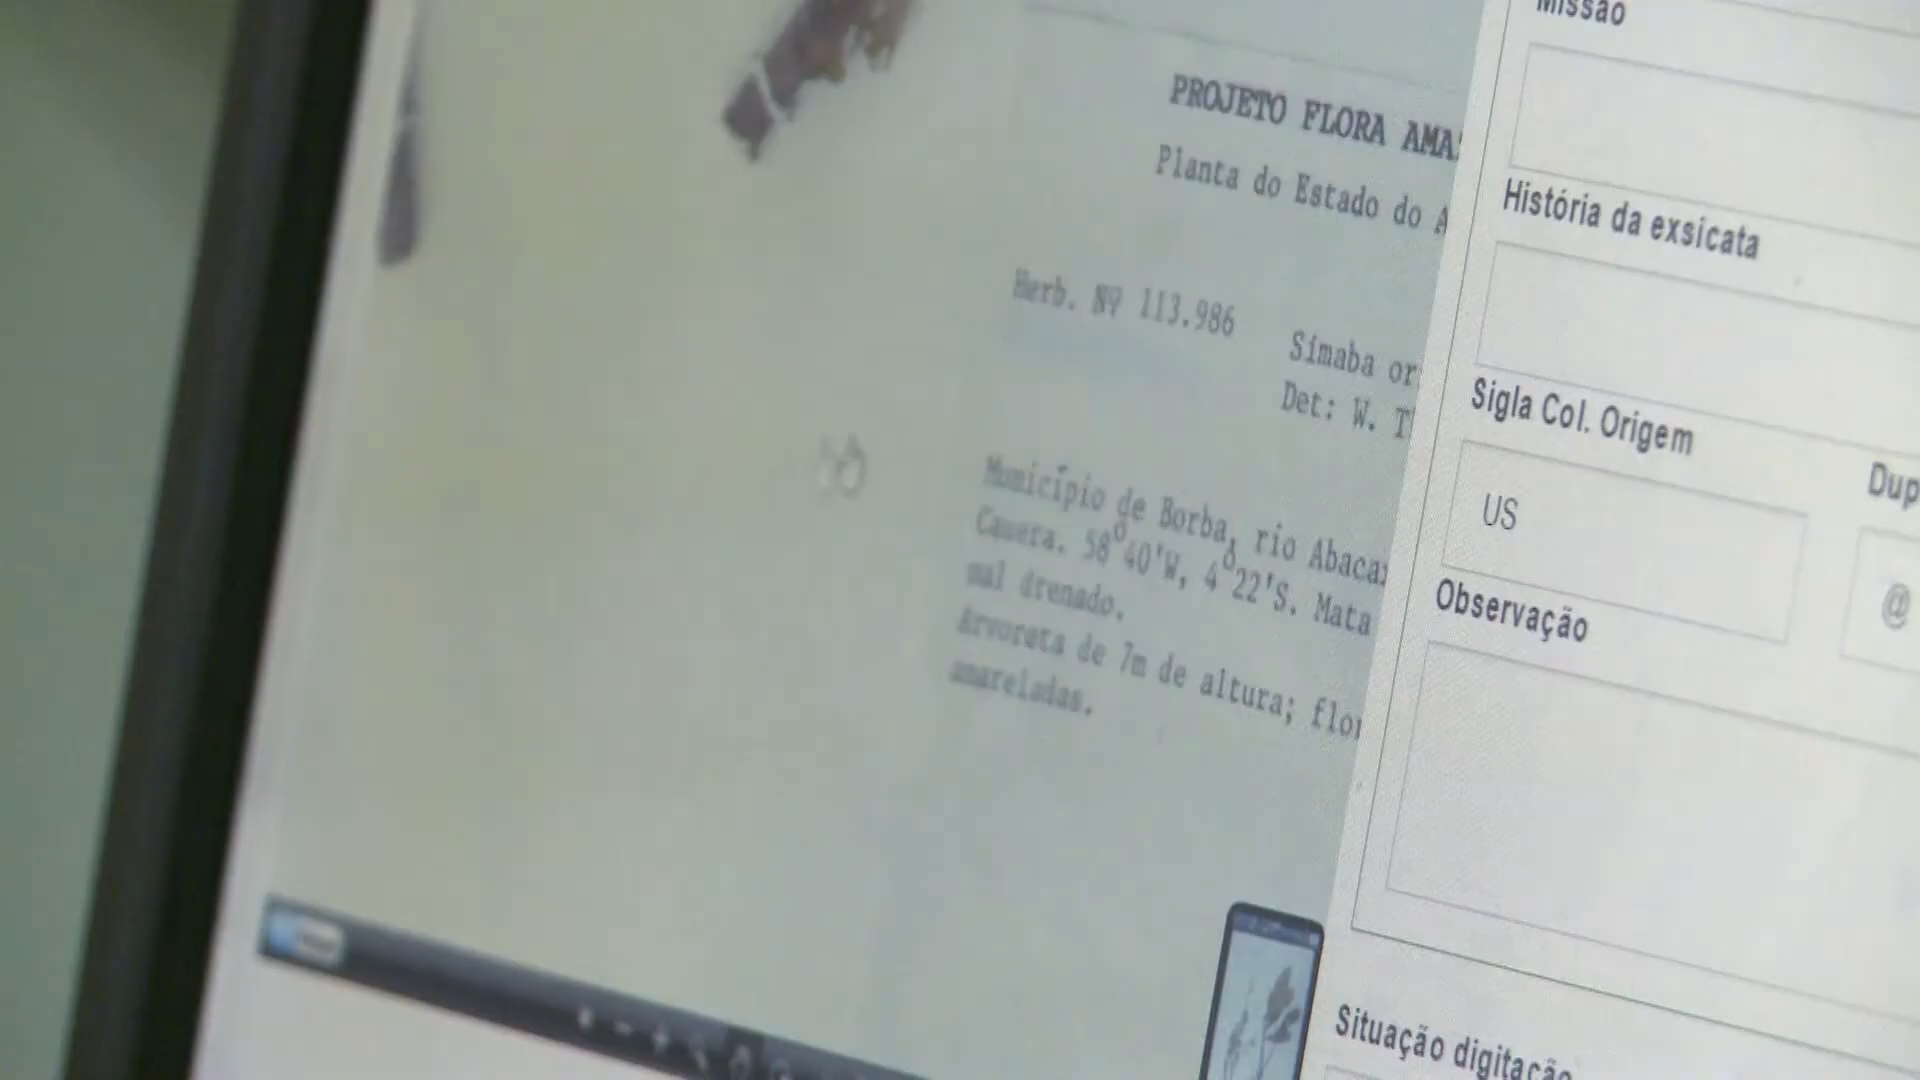 PROJETO FLORA AMA
Planta do Estado do A
Herb. Nº 113.986
Simaba or
Det: W. T
Município de Borba, rio Abaca
58°40'W, 4°22'S. Mata
mal drenado.
Arvoreta de 7m de altura; flor
amareladas.
Missão
História da exsicata
Sigla Col. Origem
US
Dup
@
Observação
Situação digitação